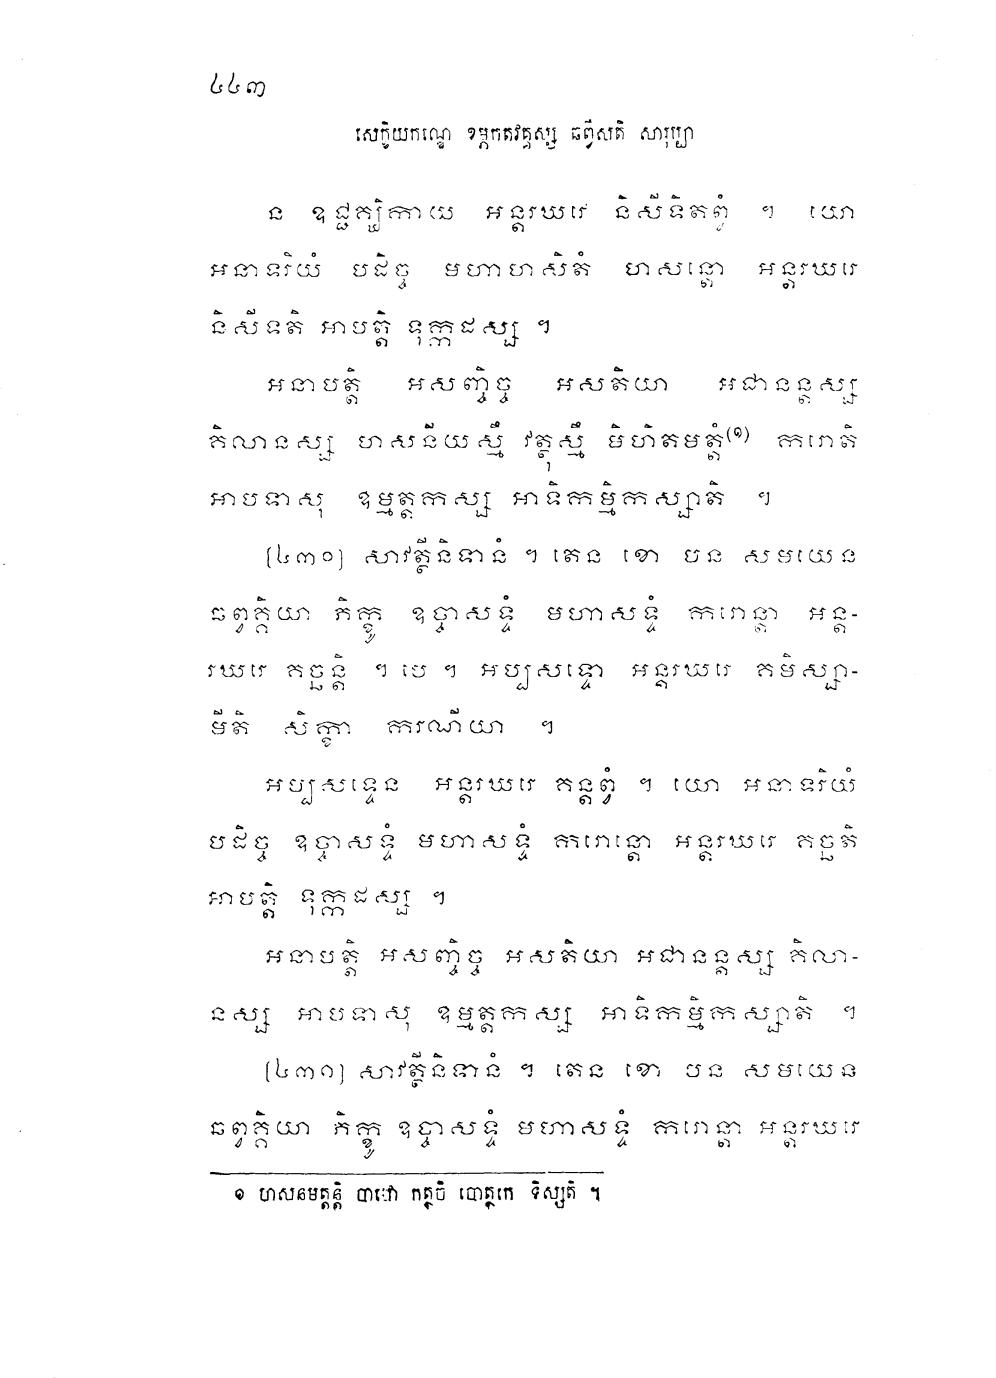 ៤៤៣
សេក្ខិយកណ្ឌេ ខម្ភកតវត្ថុស្ស ឆព្វីសតិ សារុប្បា
ន ឧជ្ជគ្ឃិកាយ អន្តរឃរេ និសីទិតព្វំ ។ យោ
អនាទរិយំ បដិច្ច មហាហសិតំ ហសន្តោ អន្តរឃរេ
និសីទតិ អាបត្តិ ទុក្កដស្ស ។
អនាបត្តិ អសញ្ចិច្ច អសតិយា អជានន្តស្ស
គិលានស្ស ហសនីយស្មឹ វត្ថុស្មឹ មិហិតមត្តំ(១) ករោតិ
អាបទាសុ ឧម្មត្តកស្ស អាទិកម្មិកស្សាតិ ។
[៤៣០] សាវត្ថីនិទានំ ។ តេន ខោ បន សមយេន
ឆព្វគ្គិយា ភិក្ខូ ឧច្ចាសទ្ទំ មហាសទ្ទំ ករោន្តា អន្ត-
រឃរេ គច្ឆន្តិ ។ បេ ។ អប្បសទ្ទោ អន្តរឃរេ គមិស្សា-
មីតិ សិក្ខា ករណីយា ។
អប្បសទ្ទេន អន្តរឃរេ គន្តព្វំ ។ យោ អនាទរិយំ
បដិច្ច ឧច្ចាសទ្ទំ មហាសទ្ទំ ករោន្តោ អន្តរឃរេ គច្ឆតិ
អាបត្តិ ទុក្កដស្ស ។
អនាបត្តិ អសញ្ចិច្ច អសតិយា អជានន្តស្ស គិលា-
នស្ស អាបទាសុ ឧម្មត្តកស្ស អាទិកម្មិកស្សាតិ ។
[៤៣១] សាវត្ថីនិទានំ ។ តេន ខោ បន សមយេន
ឆព្វគ្គិយា ភិក្ខូ ឧច្ចាសទ្ទំ មហាសទ្ទំ ករោន្តា អន្តរឃរេ
១ ហសនមត្តន្តិ បាឋោ កត្ថចិ បោត្ថកេ ទិស្សតិ ។